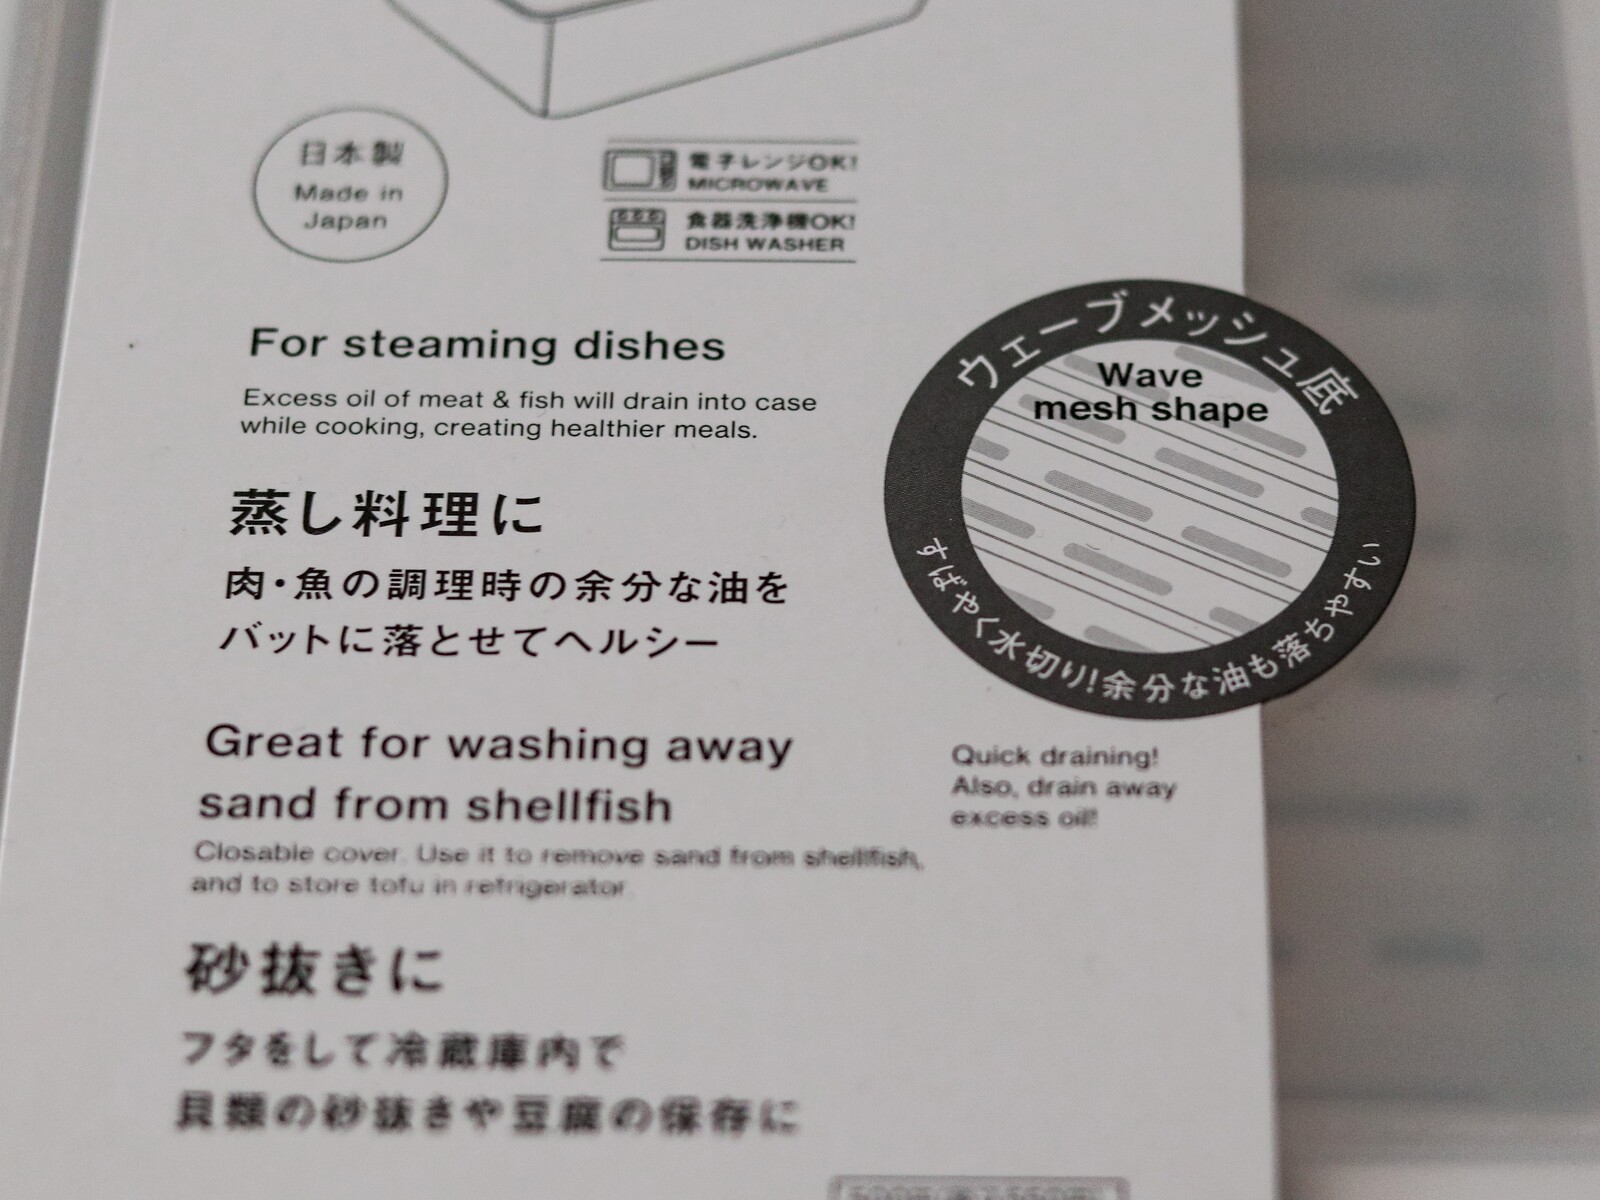 日本製
Made in
Japan
電子レンジOK!
MICROWAVE
食器洗浄機OK!
DISH WASHER
For steaming dishes
Excess oil of meat & fish will drain into case
while cooking, creating healthier meals.
蒸し料理に
肉・魚の調理時の余分な油を
バットに落とせてヘルシー
ウェーブメッシュ底
Wave
mesh shape
すばやく水切り!余分な油も落ちやすい
Quick draining!
Also, drain away
excess oil!
Great for washing away
sand from shellfish
Closable cover. Use it to remove sand from shellfish,
and to store tofu in refrigerator.
砂抜きに
フタをして冷蔵庫内で
貝類の砂抜きや豆腐の保存に